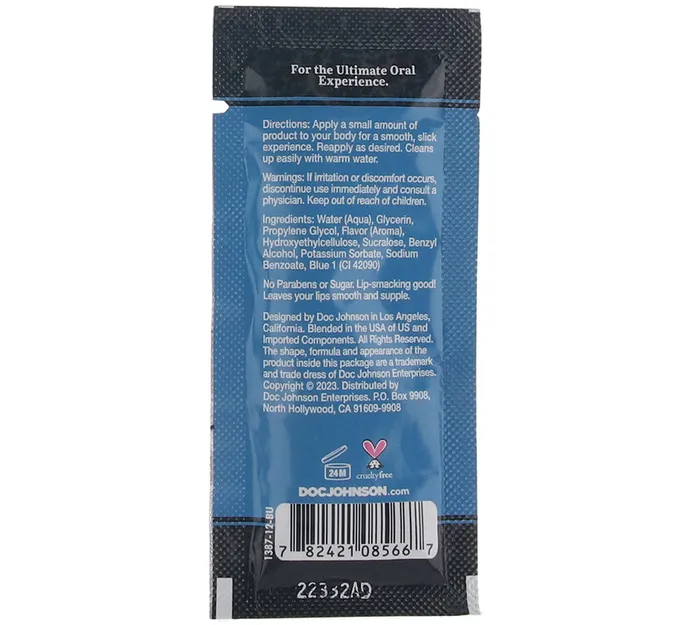 For the Ultimate Oral
Experience.
Directions: Apply a small amount of
product to your body for a smooth, slick
experience. Reapply as desired. Cleans
up easily with warm water.
Warnings: If irritation or discomfort occurs,
discontinue use immediately and consult a
physician. Keep out of reach of children.
Ingredients: Water (Aqua), Glycerin,
Propylene Glycol, Flavor (Aroma),
Hydroxyethylcellulose, Sucralose, Benzyl
Alcohol, Potassium Sorbate, Sodium
Benzoate, Blue 1 (CI 42090)
No Parabens or Sugar. Lip-smacking good!
Leaves your lips smooth and supple.
Designed by Doc Johnson in Los Angeles,
California. Blended in the USA of US and
Imported Components. All Rights Reserved.
The shape, formula and appearance of the
product inside this package are a trademark
and trade dress of Doc Johnson Enterprises.
Copyright © 2023. Distributed by
Doc Johnson Enterprises. P.O. Box 9908,
North Hollywood, CA 91609-9908
24M
crueltyfree
DOCJOHNSON.com
1387-12-BU
7 82421 08566 7
22332AD